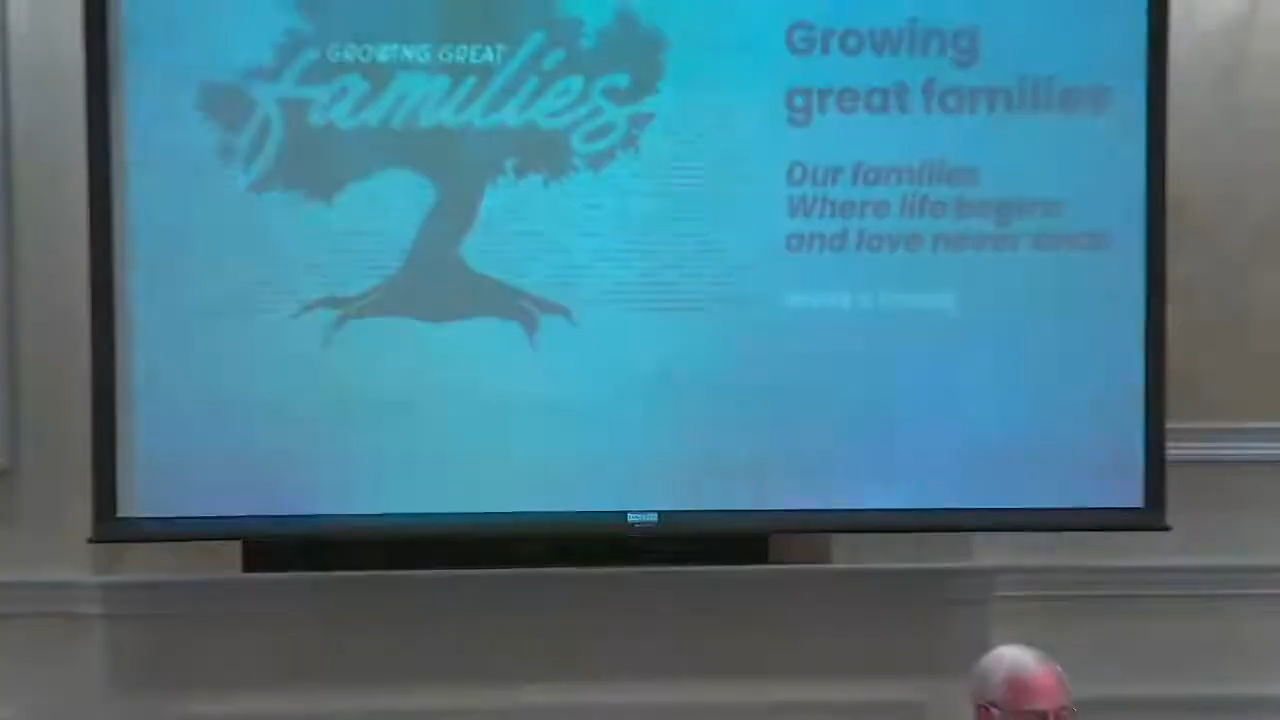 GROWING GREAT
families
Growing
great families
Our families
Where life begins
and love never ends